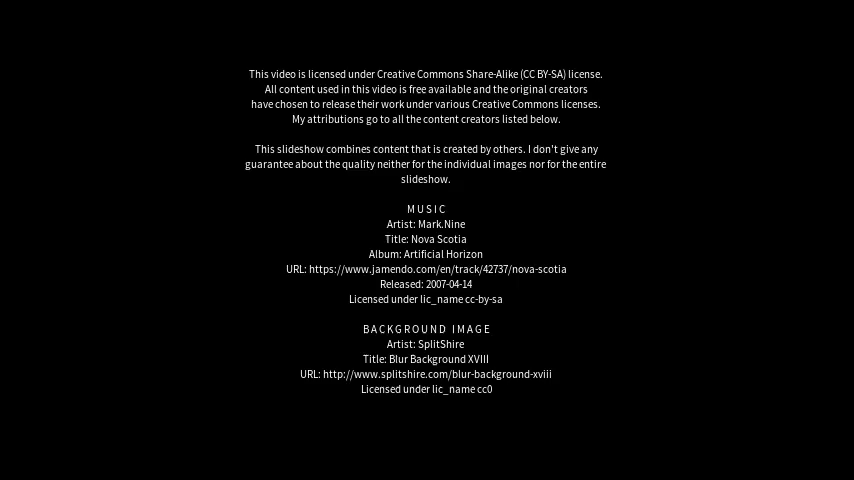 This video is licensed under Creative Commons Share-Alike (CC BY-SA) license.
All content used in this video is free available and the original creators
have chosen to release their work under various Creative Commons licenses.
My attributions go to all the content creators listed below.
This slideshow combines content that is created by others. I don't give any
guarantee about the quality neither for the individual images nor for the entire
slideshow.
MUSIC
Artist: Mark.Nine
Title: Nova Scotia
Album: Artificial Horizon
URL: https://www.jamendo.com/en/track/42737/nova-scotia
Released: 2007-04-14
Licensed under lic_name cc-by-sa
BACKGROUND IMAGE
Artist: SplitShire
Title: Blur Background XVIII
URL: http://www.splitshire.com/blur-background-xviii
Licensed under lic_name cc0